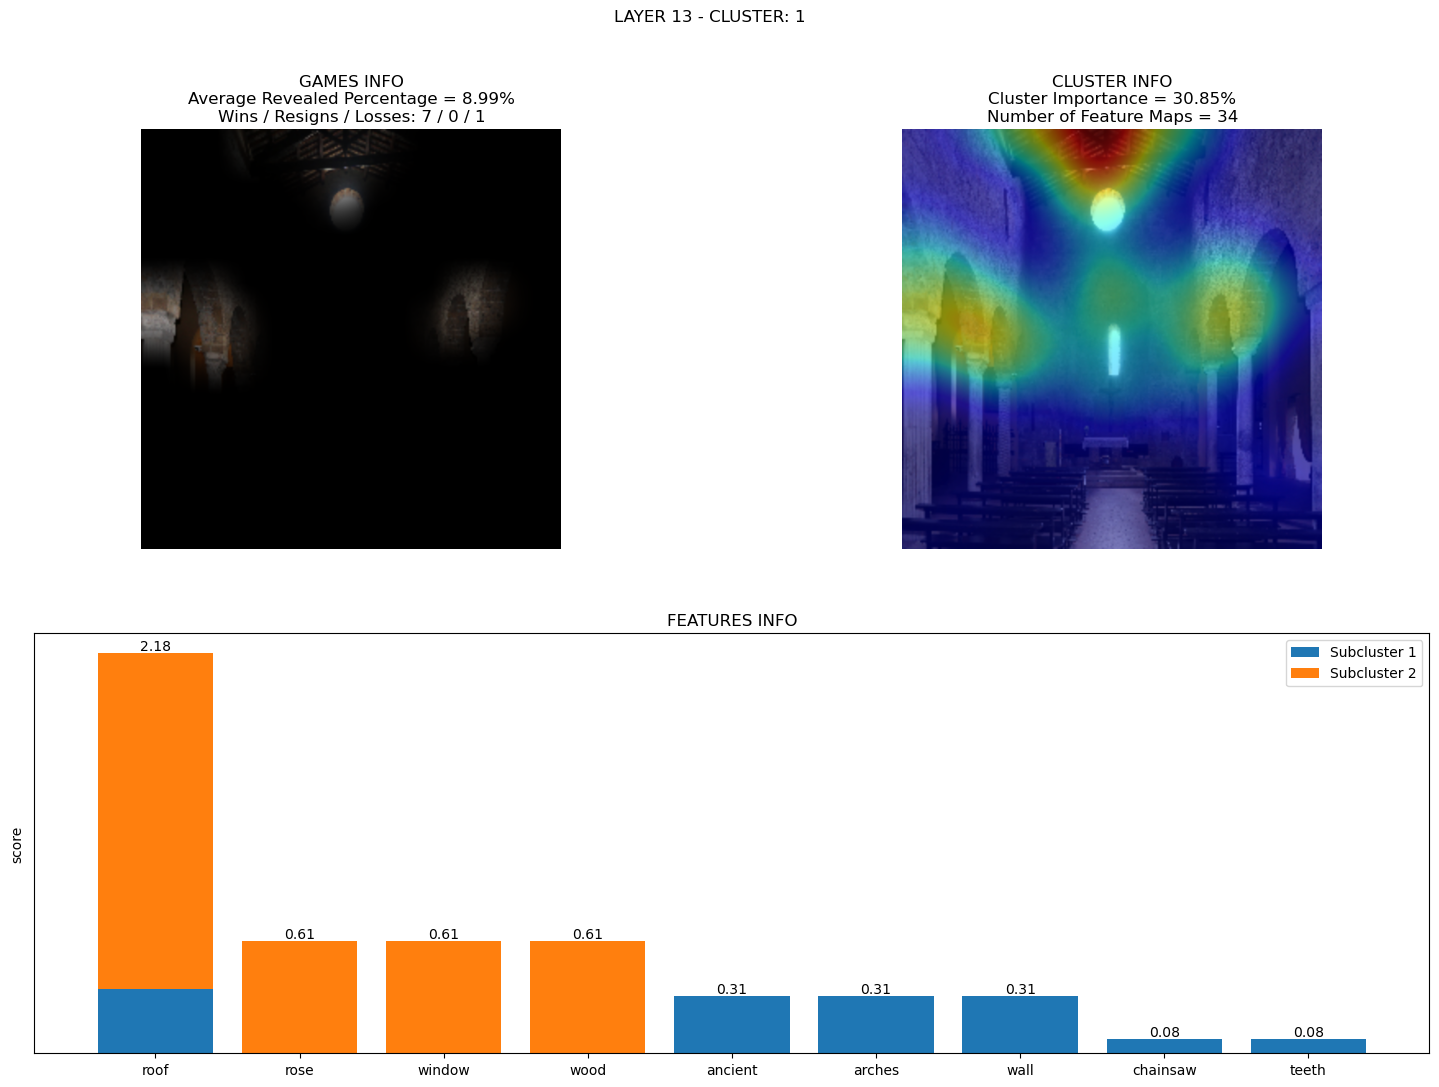 LAYER 13 - CLUSTER: 1
GAMES INFO
Average Revealed Percentage = 8.99%
Wins / Resigns / Losses: 7 / 0 / 1
CLUSTER INFO
Cluster Importance = 30.85%
Number of Feature Maps = 34
FEATURES INFO
score
2.18
0.61
0.61
0.61
0.31
0.31
0.31
0.08
0.08
Subcluster 1
Subcluster 2
roof
rose
window
wood
ancient
arches
wall
chainsaw
teeth